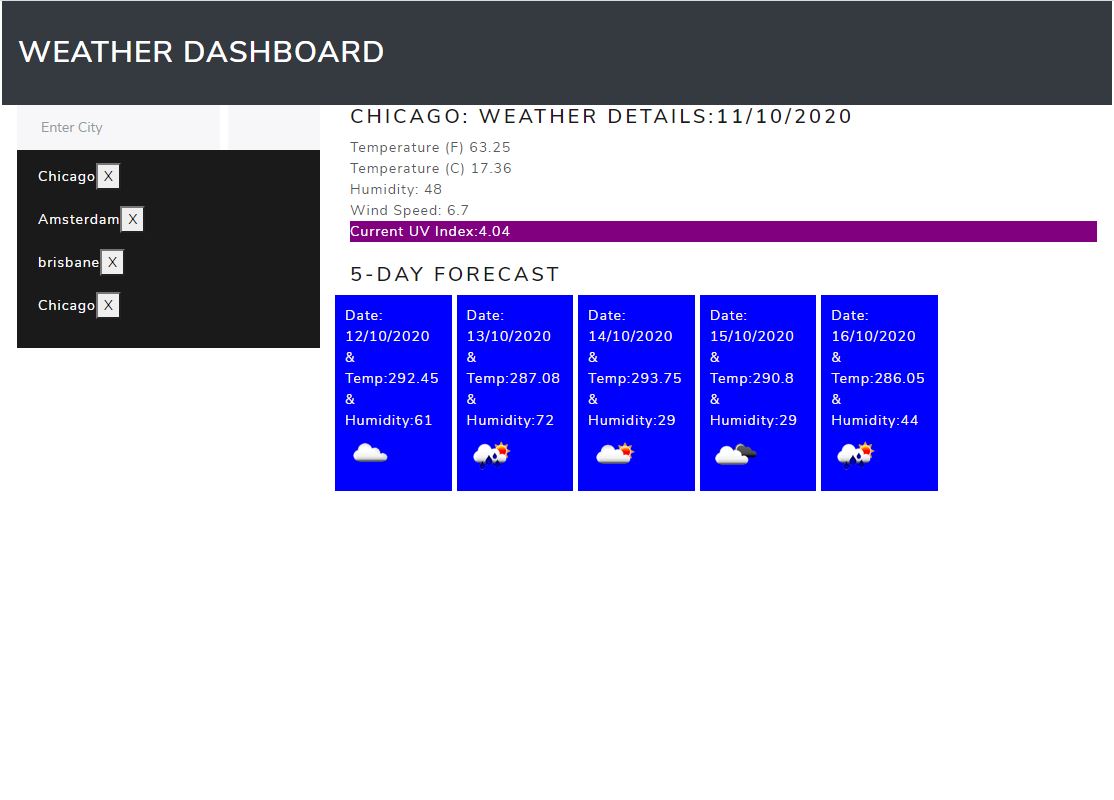 WEATHER DASHBOARD
Enter City
Chicago X
Amsterdam X
brisbane X
Chicago X
CHICAGO: WEATHER DETAILS:11/10/2020
Temperature (F) 63.25
Temperature (C) 17.36
Humidity: 48
Wind Speed: 6.7
Current UV Index:4.04
5-DAY FORECAST
Date:
12/10/2020
&
Temp:292.45
&
Humidity:61
Date:
13/10/2020
&
Temp:287.08
&
Humidity:72
Date:
14/10/2020
&
Temp:293.75
&
Humidity:29
Date:
15/10/2020
&
Temp:290.8
&
Humidity:29
Date:
16/10/2020
&
Temp:286.05
&
Humidity:44